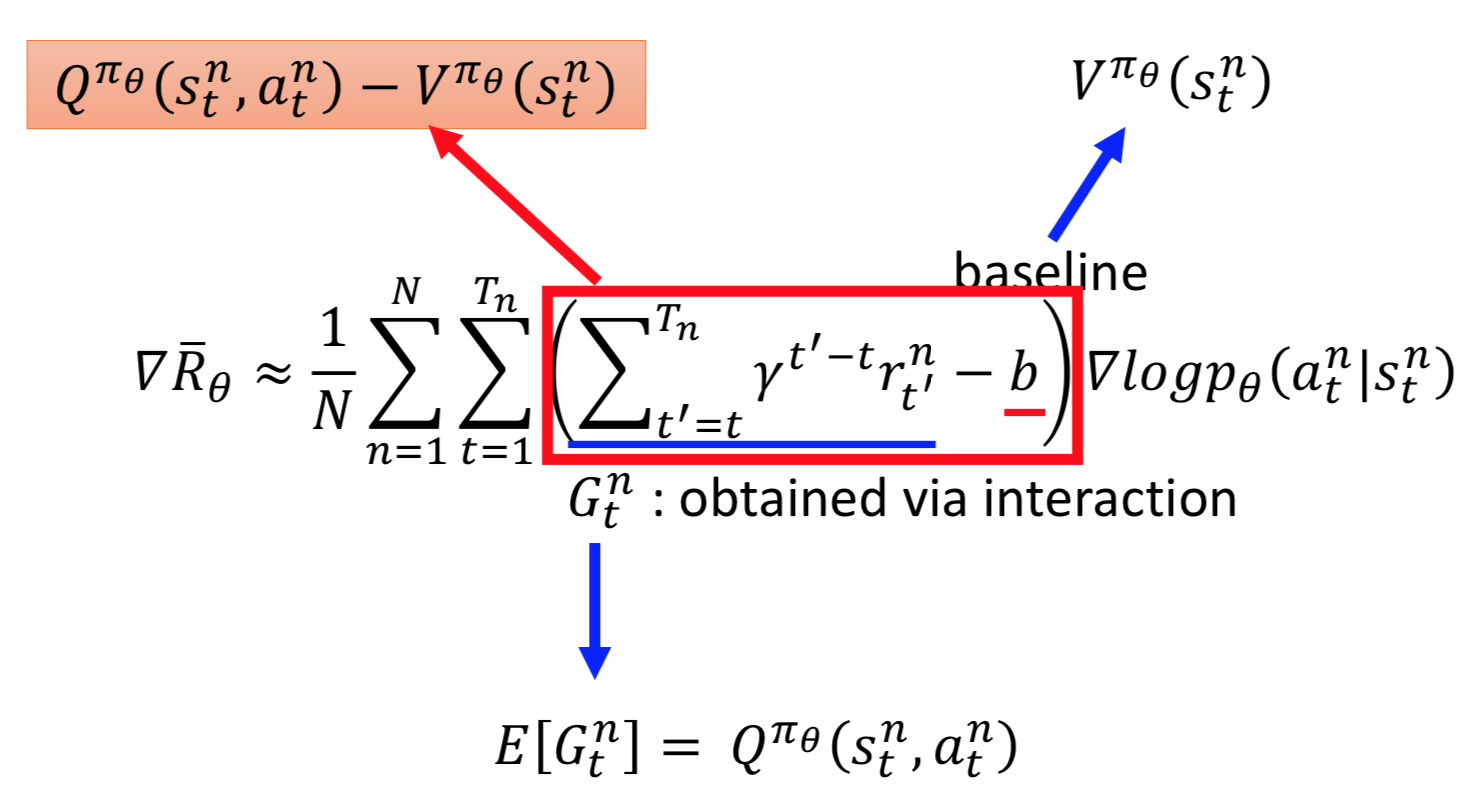 $Q^{\pi_\theta}(s_t^n, a_t^n) - V^{\pi_\theta}(s_t^n)$
$V^{\pi_\theta}(s_t^n)$
baseline
$\nabla \bar{R}_\theta \approx \frac{1}{N} \sum_{n=1}^{N} \sum_{t=1}^{T_n} \left( \sum_{t'=t}^{T_n} \gamma^{t'-t} r_{t'}^n - b \right) \nabla log p_\theta(a_t^n | s_t^n)$
$G_t^n$ : obtained via interaction
$E[G_t^n] = Q^{\pi_\theta}(s_t^n, a_t^n)$